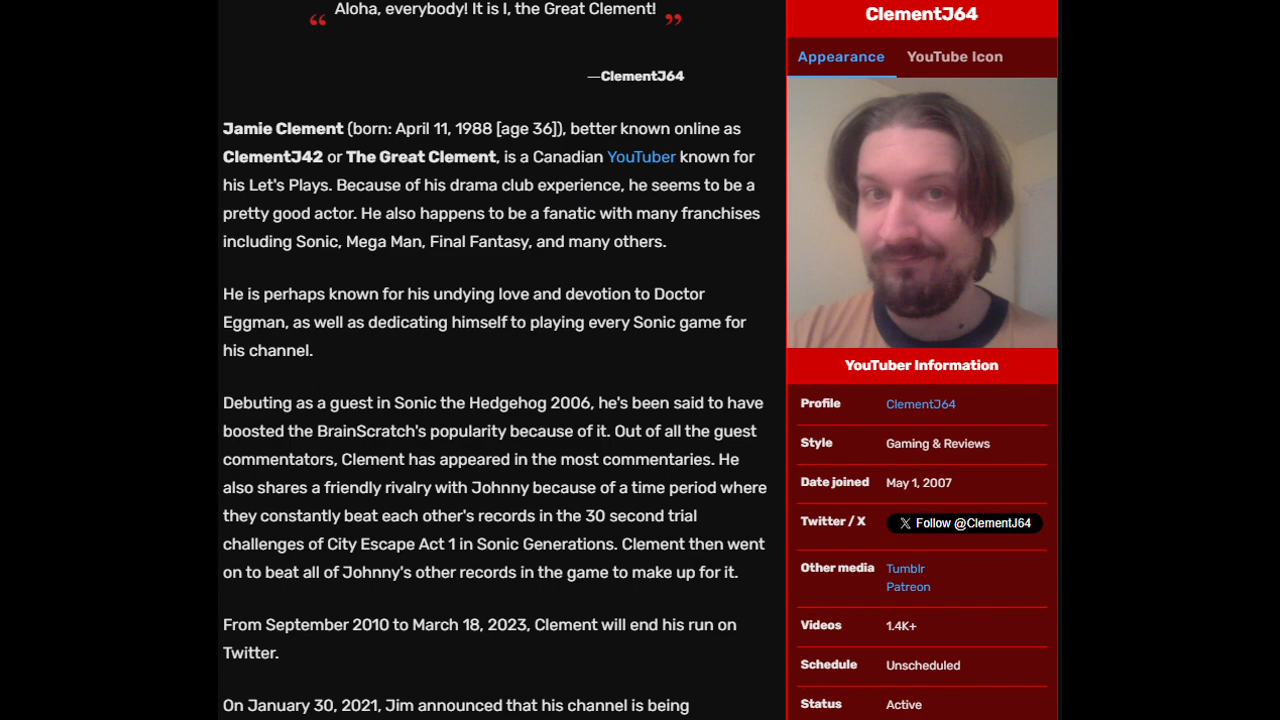 Aloha, everybody! It is I, the Great Clement!
—ClementJ64
Jamie Clement (born: April 11, 1988 [age 36]), better known online as
ClementJ42 or The Great Clement, is a Canadian YouTuber known for
his Let's Plays. Because of his drama club experience, he seems to be a
pretty good actor. He also happens to be a fanatic with many franchises
including Sonic, Mega Man, Final Fantasy, and many others.
He is perhaps known for his undying love and devotion to Doctor
Eggman, as well as dedicating himself to playing every Sonic game for
his channel.
Debuting as a guest in Sonic the Hedgehog 2006, he's been said to have
boosted the BrainScratch's popularity because of it. Out of all the guest
commentators, Clement has appeared in the most commentaries. He
also shares a friendly rivalry with Johnny because of a time period where
they constantly beat each other's records in the 30 second trial
challenges of City Escape Act 1 in Sonic Generations. Clement then went
on to beat all of Johnny's other records in the game to make up for it.
From September 2010 to March 18, 2023, Clement will end his run on
Twitter.
On January 30, 2021, Jim announced that his channel is being
ClementJ64
Appearance YouTube Icon
YouTuber Information
Profile ClementJ64
Style Gaming & Reviews
Date joined May 1, 2007
Twitter / X X Follow @ClementJ64
Other media Tumblr
Patreon
Videos 1.4K+
Schedule Unscheduled
Status Active